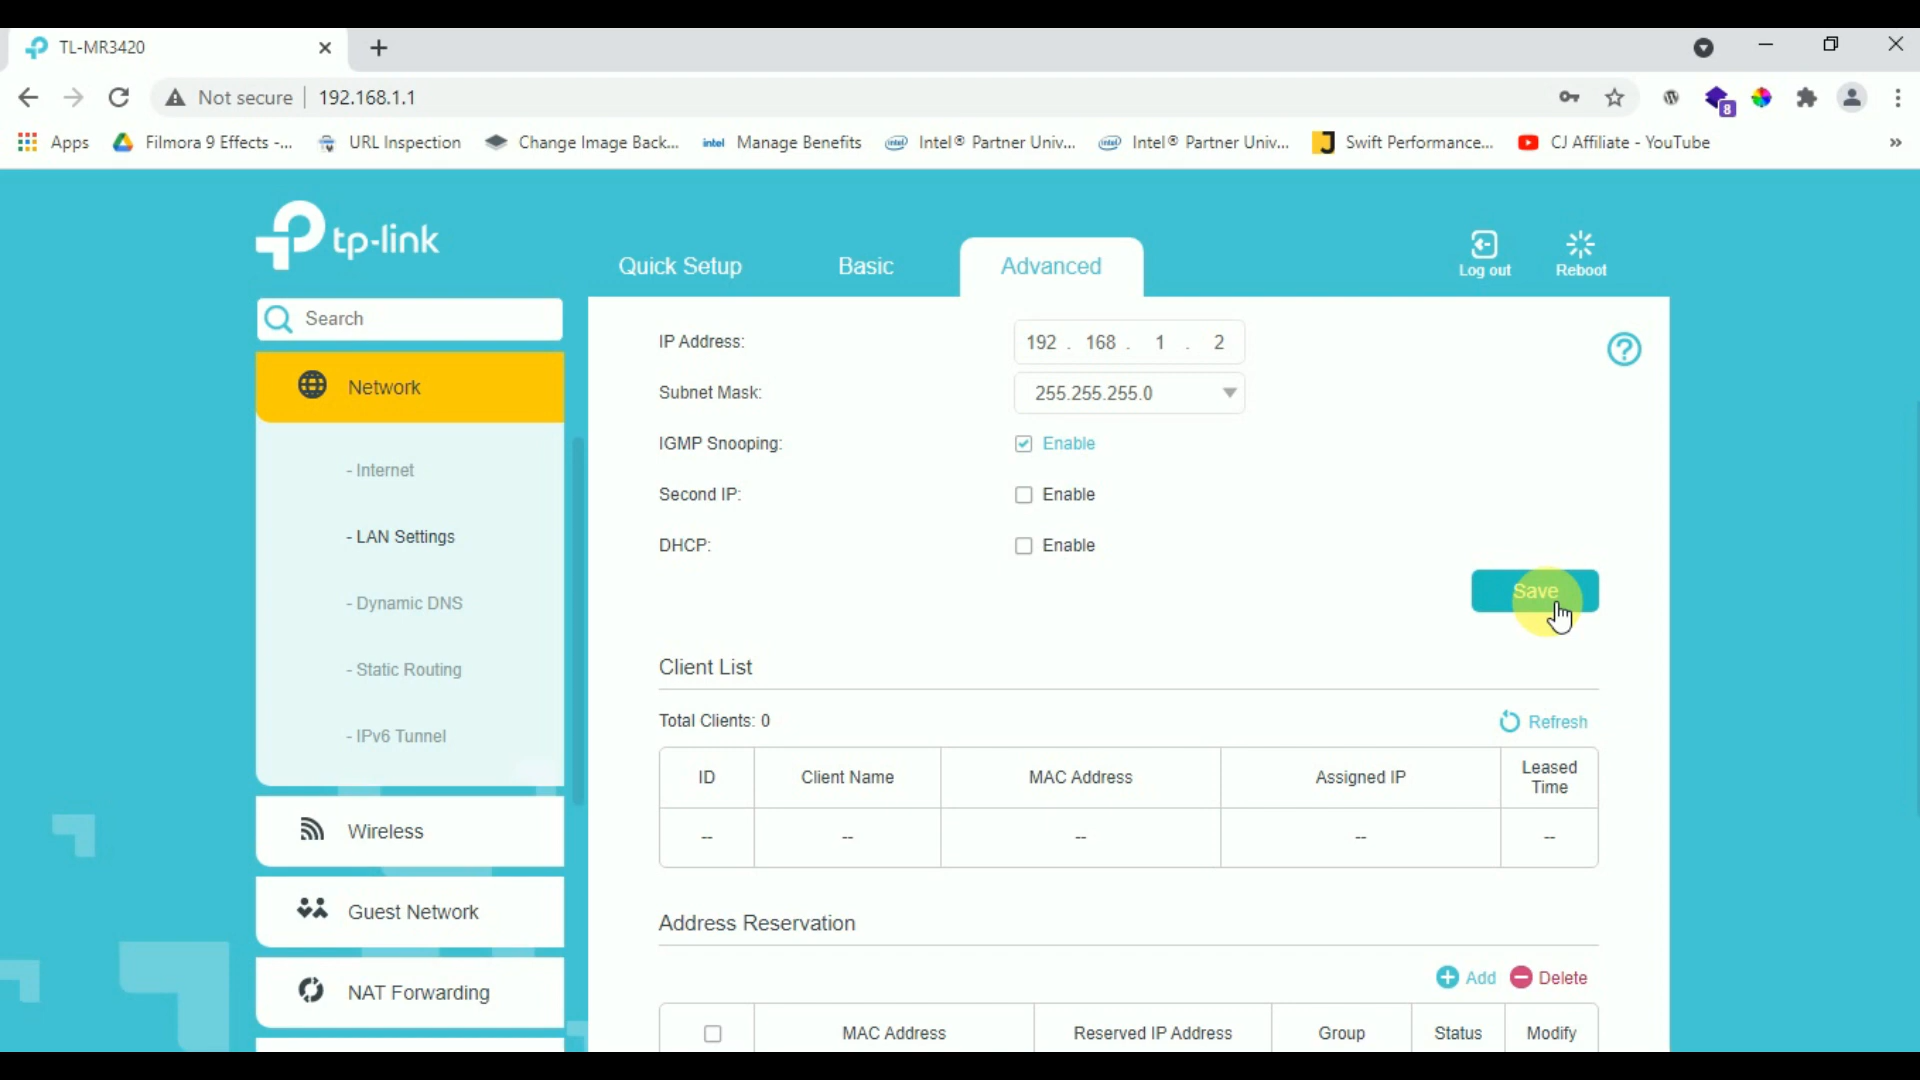 TL-MR3420
Not secure 192.168.1.1
8
Apps Filmora 9 Effects -... URL Inspection Change Image Back... intel Manage Benefits intel Intel® Partner Univ... intel Intel® Partner Univ... Swift Performance... CJ Affiliate - YouTube »
tp-link
Quick Setup Basic Advanced Log out Reboot
Search
Network
- Internet
- LAN Settings
- Dynamic DNS
- Static Routing
- IPv6 Tunnel
Wireless
Guest Network
NAT Forwarding
IP Address: 192 . 168 . 1 . 2
Subnet Mask: 255.255.255.0
IGMP Snooping: Enable
Second IP: Enable
DHCP: Enable
Save
Client List
Total Clients: 0 Refresh
ID Client Name MAC Address Assigned IP Leased Time
-- -- -- -- --
Address Reservation
Add Delete
MAC Address Reserved IP Address Group Status Modify